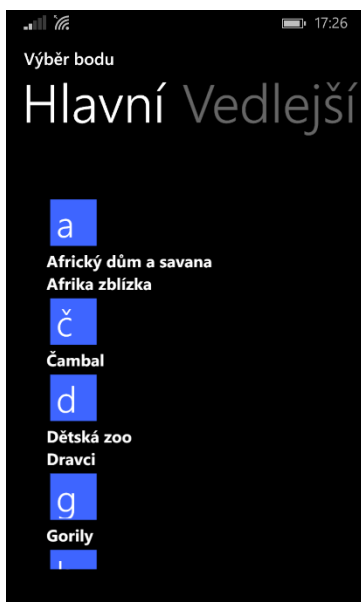 17:26
Výběr bodu
Hlavní Vedlejší
a
Africký dům a savana
Afrika zblízka
č
Čambal
d
Dětská zoo
Dravci
g
Gorily